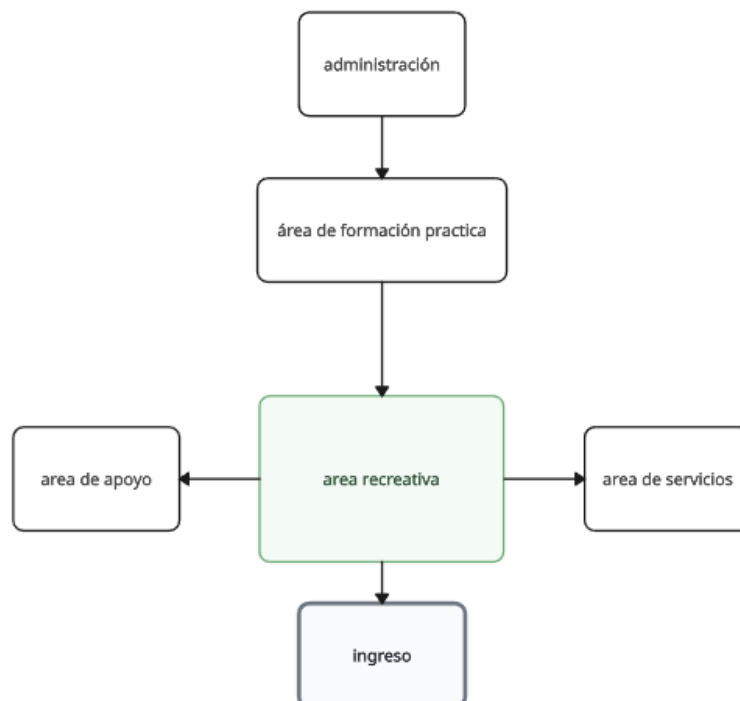 administración
área de formación practica
area de apoyo
area recreativa
area de servicios
ingreso